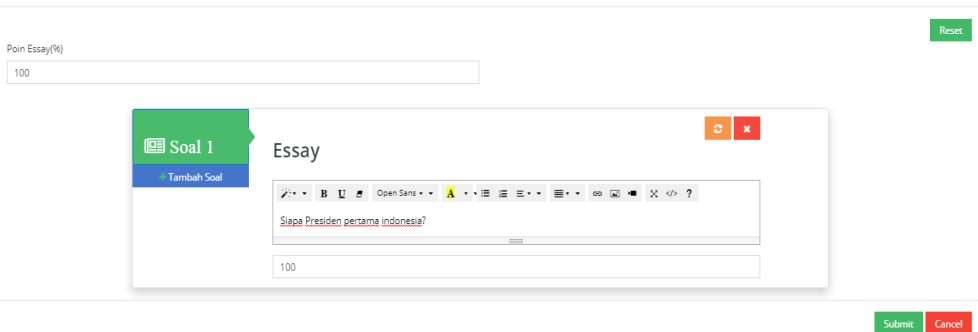 Reset
Poin Essay(%)
100
Soal 1
+ Tambah Soal
Essay
B U Open Sans A </> ?
Siapa Presiden pertama indonesia?
100
Submit Cancel